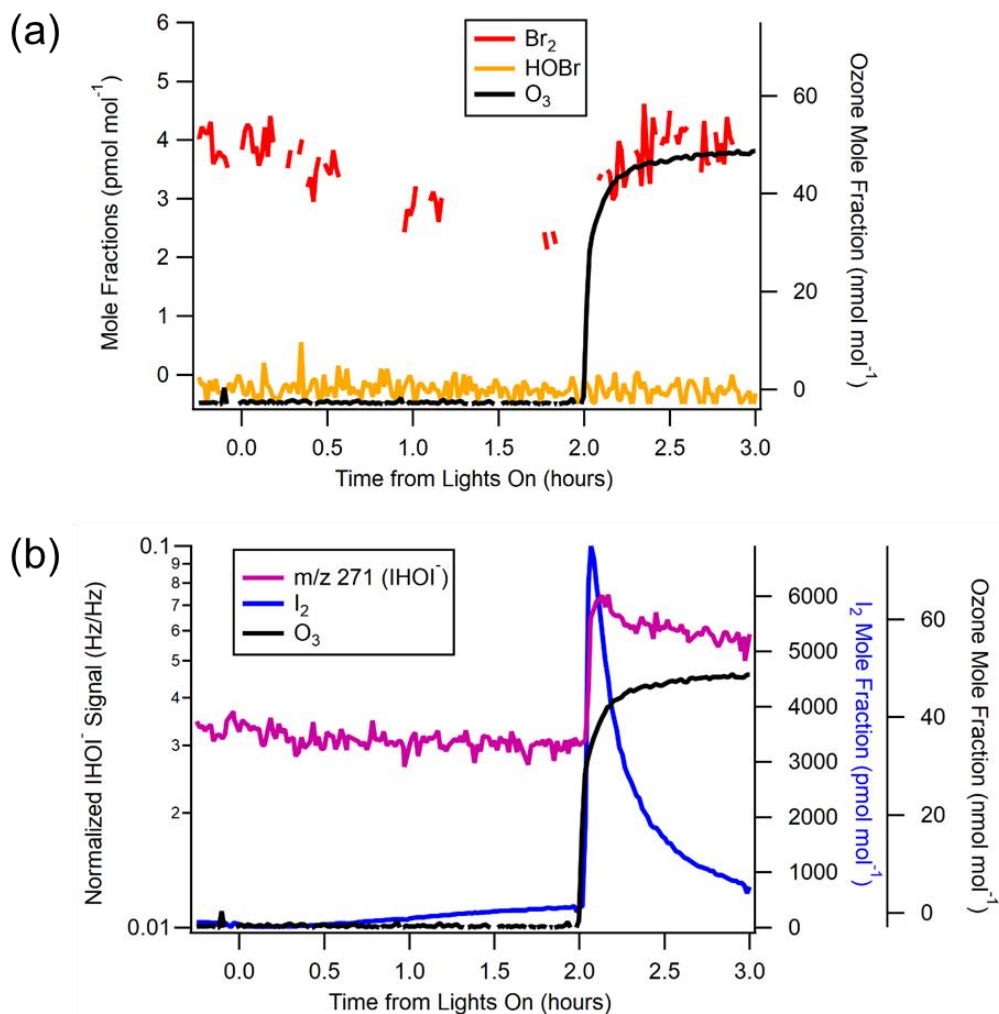 (a)
Mole Fractions (pmol mol⁻¹)
6
5
4
3
2
1
0
Br₂
HOBr
O₃
60
40
20
0
Ozone Mole Fraction (nmol mol⁻¹)
0.0 0.5 1.0 1.5 2.0 2.5 3.0
Time from Lights On (hours)
(b)
Normalized IHOI⁻ Signal (Hz/Hz)
0.1
9
8
7
6
5
4
3
2
0.01
m/z 271 (IHOI⁻)
I₂
O₃
6000
5000
4000
3000
2000
1000
0
I₂ Mole Fraction (pmol mol⁻¹)
60
40
20
0
Ozone Mole Fraction (nmol mol⁻¹)
0.0 0.5 1.0 1.5 2.0 2.5 3.0
Time from Lights On (hours)